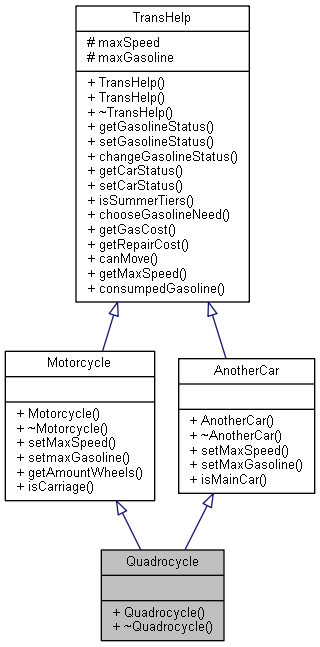 TransHelp
# maxSpeed
# maxGasoline
+ TransHelp()
+ TransHelp()
+ ~TransHelp()
+ getGasolineStatus()
+ setGasolineStatus()
+ changeGasolineStatus()
+ getCarStatus()
+ setCarStatus()
+ isSummerTiers()
+ chooseGasolineNeed()
+ getGasCost()
+ getRepairCost()
+ canMove()
+ getMaxSpeed()
+ consumpedGasoline()
Motorcycle
+ Motorcycle()
+ ~Motorcycle()
+ setMaxSpeed()
+ setmaxGasoline()
+ getAmountWheels()
+ isCarriage()
AnotherCar
+ AnotherCar()
+ ~AnotherCar()
+ setMaxSpeed()
+ setMaxGasoline()
+ isMainCar()
Quadrocycle
+ Quadrocycle()
+ ~Quadrocycle()